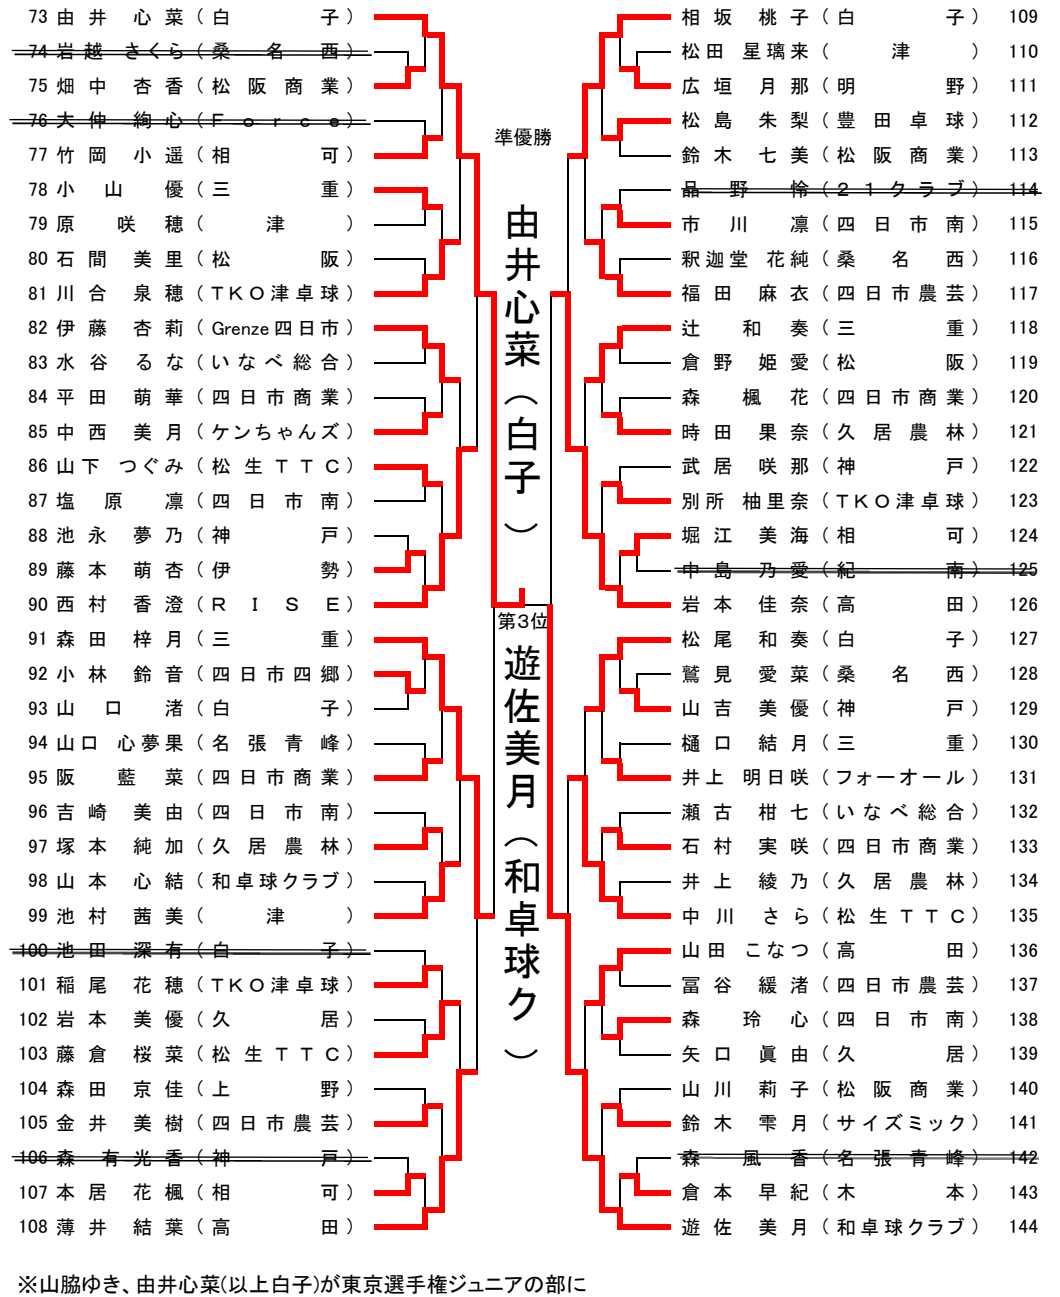 73 由井 心菜 (白子)
74 岩越 さくら (桑名西)
75 畑中 杏香 (松阪商業)
76 大仲 絢心 (Force)
77 竹岡 小遥 (相可)
78 小山 優 (三重)
79 原 咲穂 (津)
80 石間 美里 (松阪)
81 川合 泉穂 (TKO津卓球)
82 伊藤 杏莉 (Grenze四日市)
83 水谷 るな (いなべ総合)
84 平田 萌華 (四日市商業)
85 中西 美月 (ケンちゃんズ)
86 山下 つぐみ (松生TTC)
87 塩原 凛 (四日市南)
88 池永 夢乃 (神戸)
89 藤本 萌杏 (伊勢)
90 西村 香澄 (RISE)
91 森田 梓月 (三重)
92 小林 鈴音 (四日市四郷)
93 山口 渚 (白子)
94 山口 心夢果 (名張青峰)
95 阪 藍菜 (四日市商業)
96 吉崎 美由 (四日市南)
97 塚本 純加 (久居農林)
98 山本 心結 (和卓球クラブ)
99 池村 茜美 (津)
100 池田 深有 (白子)
101 稲尾 花穂 (TKO津卓球)
102 岩本 美優 (久居)
103 藤倉 桜菜 (松生TTC)
104 森田 京佳 (上野)
105 金井 美樹 (四日市農芸)
106 森 有光香 (神戸)
107 本居 花楓 (相可)
108 薄井 結葉 (高田)
準優勝
由井心菜(白子)
第3位
遊佐美月(和卓球ク)
相坂 桃子 (白子) 109
松田 星璃来 (津) 110
広垣 月那 (明野) 111
松島 朱梨 (豊田卓球) 112
鈴木 七美 (松阪商業) 113
品野 怜 (21クラブ) 114
市川 凛 (四日市南) 115
釈迦堂 花純 (桑名西) 116
福田 麻衣 (四日市農芸) 117
辻 和奏 (三重) 118
倉野 姫愛 (松阪) 119
森 楓花 (四日市商業) 120
時田 果奈 (久居農林) 121
武居 咲那 (神戸) 122
別所 柚里奈 (TKO津卓球) 123
堀江 美海 (相可) 124
中島 乃愛 (紀南) 125
岩本 佳奈 (高田) 126
松尾 和奏 (白子) 127
鷲見 愛菜 (桑名西) 128
山吉 美優 (神戸) 129
樋口 結月 (三重) 130
井上 明日咲 (フォーオール) 131
瀬古 柑七 (いなべ総合) 132
石村 実咲 (四日市商業) 133
井上 綾乃 (久居農林) 134
中川 さら (松生TTC) 135
山田 こなつ (高田) 136
冨谷 緩渚 (四日市農芸) 137
森 玲心 (四日市南) 138
矢口 眞由 (久居) 139
山川 莉子 (松阪商業) 140
鈴木 雫月 (サイズミック) 141
森 風香 (名張青峰) 142
倉本 早紀 (木本) 143
遊佐 美月 (和卓球クラブ) 144
※山脇ゆき、由井心菜(以上白子)が東京選手権ジュニアの部に